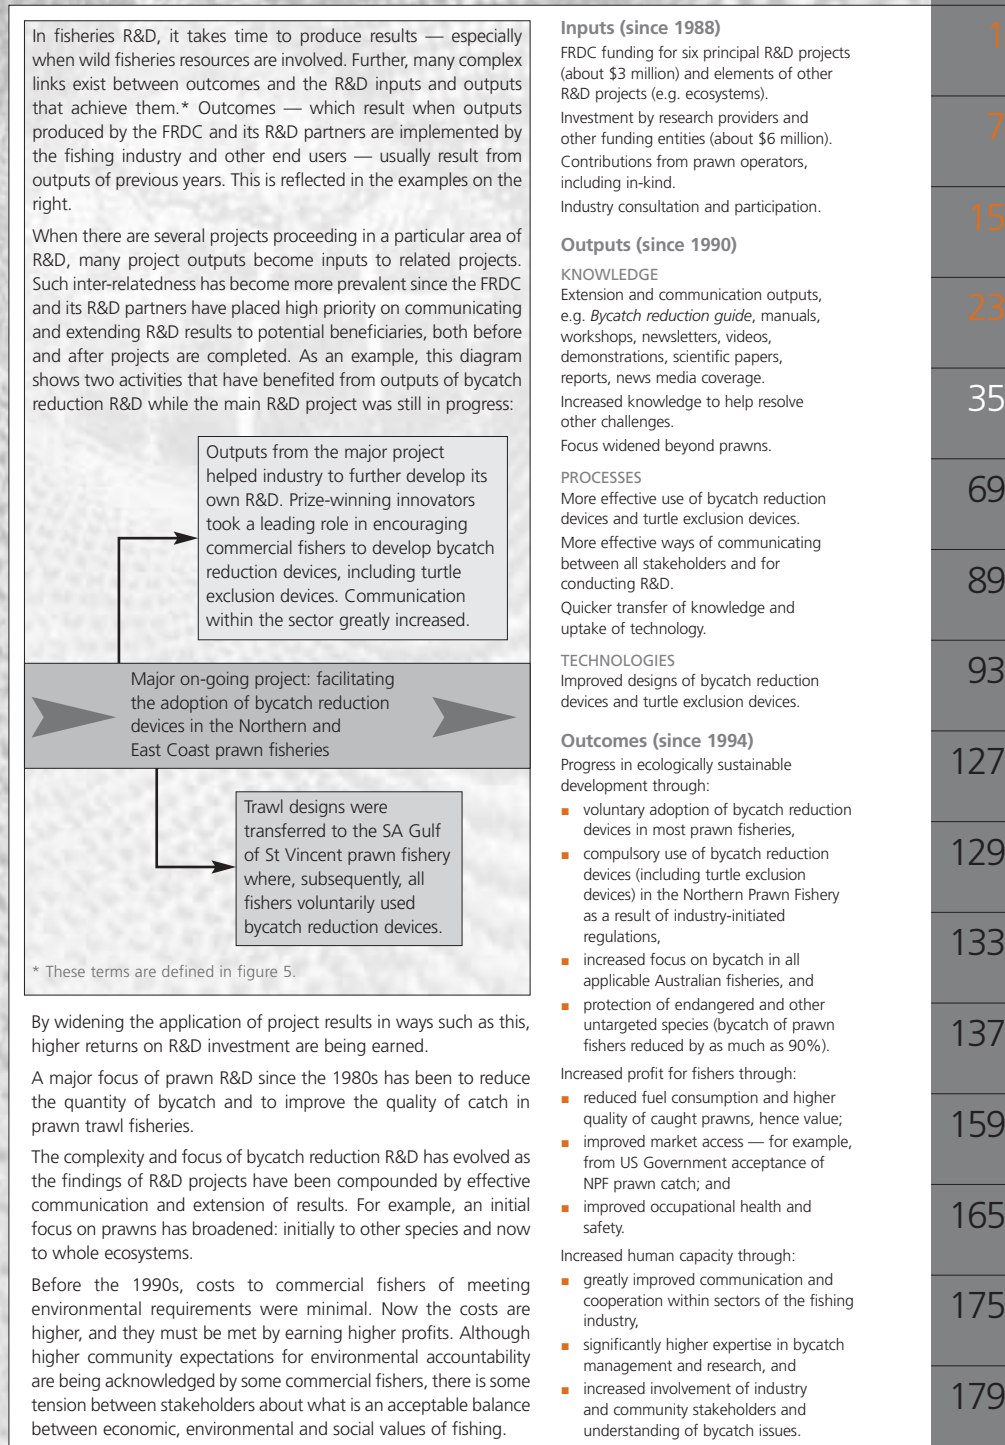 In fisheries R&D, it takes time to produce results — especially
when wild fisheries resources are involved. Further, many complex
links exist between outcomes and the R&D inputs and outputs
that achieve them.* Outcomes — which result when outputs
produced by the FRDC and its R&D partners are implemented by
the fishing industry and other end users — usually result from
outputs of previous years. This is reflected in the examples on the
right.
When there are several projects proceeding in a particular area of
R&D, many project outputs become inputs to related projects.
Such inter-relatedness has become more prevalent since the FRDC
and its R&D partners have placed high priority on communicating
and extending R&D results to potential beneficiaries, both before
and after projects are completed. As an example, this diagram
shows two activities that have benefited from outputs of bycatch
reduction R&D while the main R&D project was still in progress:
Outputs from the major project
helped industry to further develop its
own R&D. Prize-winning innovators
took a leading role in encouraging
commercial fishers to develop bycatch
reduction devices, including turtle
exclusion devices. Communication
within the sector greatly increased.
Major on-going project: facilitating
the adoption of bycatch reduction
devices in the Northern and
East Coast prawn fisheries
Trawl designs were
transferred to the SA Gulf
of St Vincent prawn fishery
where, subsequently, all
fishers voluntarily used
bycatch reduction devices.
* These terms are defined in figure 5.
By widening the application of project results in ways such as this,
higher returns on R&D investment are being earned.
A major focus of prawn R&D since the 1980s has been to reduce
the quantity of bycatch and to improve the quality of catch in
prawn trawl fisheries.
The complexity and focus of bycatch reduction R&D has evolved as
the findings of R&D projects have been compounded by effective
communication and extension of results. For example, an initial
focus on prawns has broadened: initially to other species and now
to whole ecosystems.
Before the 1990s, costs to commercial fishers of meeting
environmental requirements were minimal. Now the costs are
higher, and they must be met by earning higher profits. Although
higher community expectations for environmental accountability
are being acknowledged by some commercial fishers, there is some
tension between stakeholders about what is an acceptable balance
between economic, environmental and social values of fishing.
Inputs (since 1988)
FRDC funding for six principal R&D projects
(about $3 million) and elements of other
R&D projects (e.g. ecosystems).
Investment by research providers and
other funding entities (about $6 million).
Contributions from prawn operators,
including in-kind.
Industry consultation and participation.
Outputs (since 1990)
KNOWLEDGE
Extension and communication outputs,
e.g. Bycatch reduction guide, manuals,
workshops, newsletters, videos,
demonstrations, scientific papers,
reports, news media coverage.
Increased knowledge to help resolve
other challenges.
Focus widened beyond prawns.
PROCESSES
More effective use of bycatch reduction
devices and turtle exclusion devices.
More effective ways of communicating
between all stakeholders and for
conducting R&D.
Quicker transfer of knowledge and
uptake of technology.
TECHNOLOGIES
Improved designs of bycatch reduction
devices and turtle exclusion devices.
Outcomes (since 1994)
Progress in ecologically sustainable
development through:
■ voluntary adoption of bycatch reduction
devices in most prawn fisheries,
■ compulsory use of bycatch reduction
devices (including turtle exclusion
devices) in the Northern Prawn Fishery
as a result of industry-initiated
regulations,
■ increased focus on bycatch in all
applicable Australian fisheries, and
■ protection of endangered and other
untargeted species (bycatch of prawn
fishers reduced by as much as 90%).
Increased profit for fishers through:
■ reduced fuel consumption and higher
quality of caught prawns, hence value;
■ improved market access — for example,
from US Government acceptance of
NPF prawn catch; and
■ improved occupational health and
safety.
Increased human capacity through:
■ greatly improved communication and
cooperation within sectors of the fishing
industry,
■ significantly higher expertise in bycatch
management and research, and
■ increased involvement of industry
and community stakeholders and
understanding of bycatch issues.
1
7
15
23
35
69
89
93
127
129
133
137
159
165
175
179